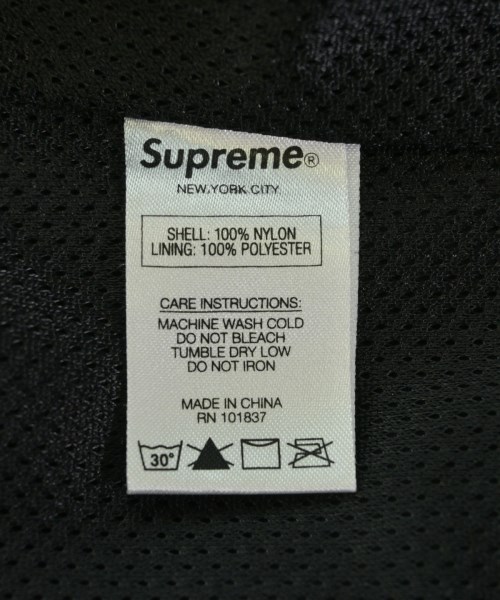 Supreme®
NEW YORK CITY
SHELL: 100% NYLON
LINING: 100% POLYESTER
CARE INSTRUCTIONS:
MACHINE WASH COLD
DO NOT BLEACH
TUMBLE DRY LOW
DO NOT IRON
MADE IN CHINA
RN 101837
30°